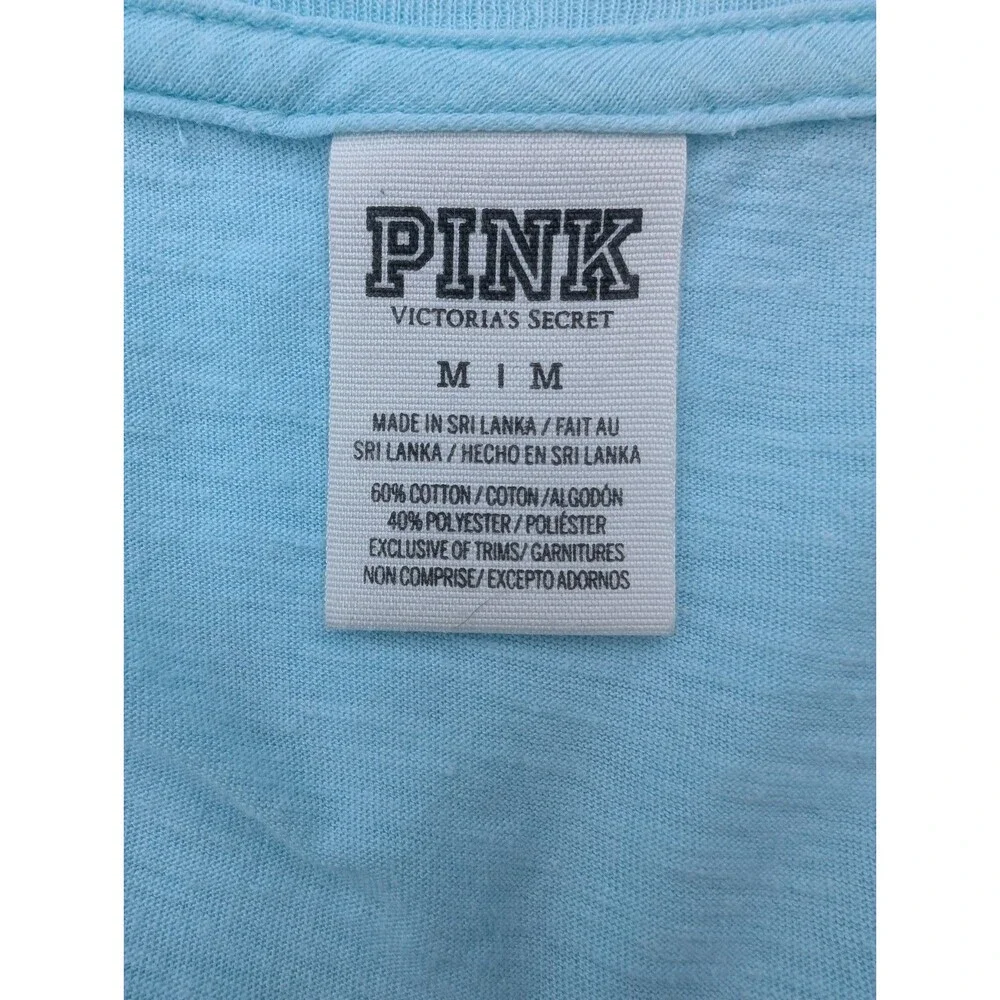 PINK
VICTORIA'S SECRET
M | M
MADE IN SRI LANKA / FAIT AU
SRI LANKA / HECHO EN SRI LANKA
60% COTTON / COTON /ALGODÓN
40% POLYESTER / POLIÉSTER
EXCLUSIVE OF TRIMS/ GARNITURES
NON COMPRISE/ EXCEPTO ADORNOS